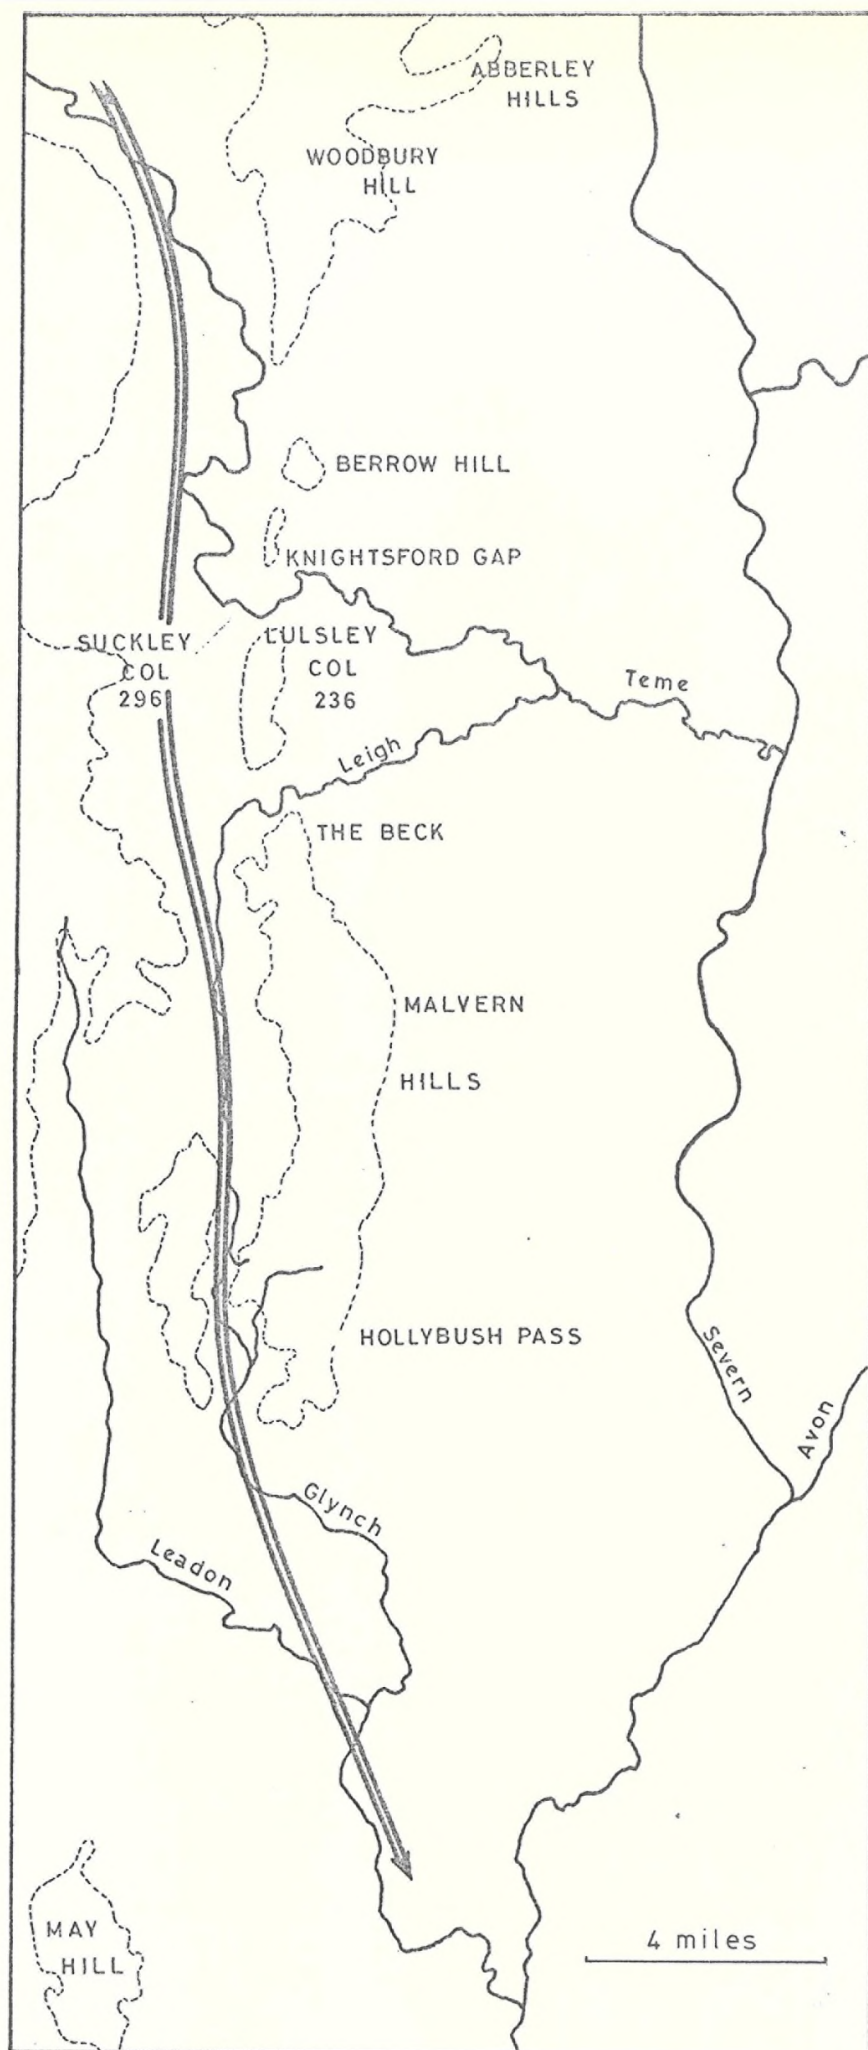 ABBERLEY
HILLS
WOODBURY
HILL
BERROW HILL
KNIGHTSFORD GAP
SUCKLEY
COL
296
LULSLEY
COL
236
Teme
Leigh
THE BECK
MALVERN
HILLS
HOLLYBUSH PASS
Severn
Avon
Glynch
Leadon
MAY
HILL
4 miles